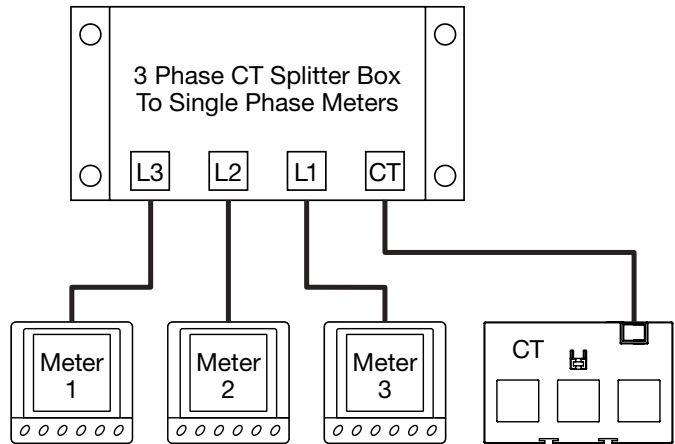 3 Phase CT Splitter Box
To Single Phase Meters
L3 L2 L1 CT
Meter
1
Meter
2
Meter
3
CT